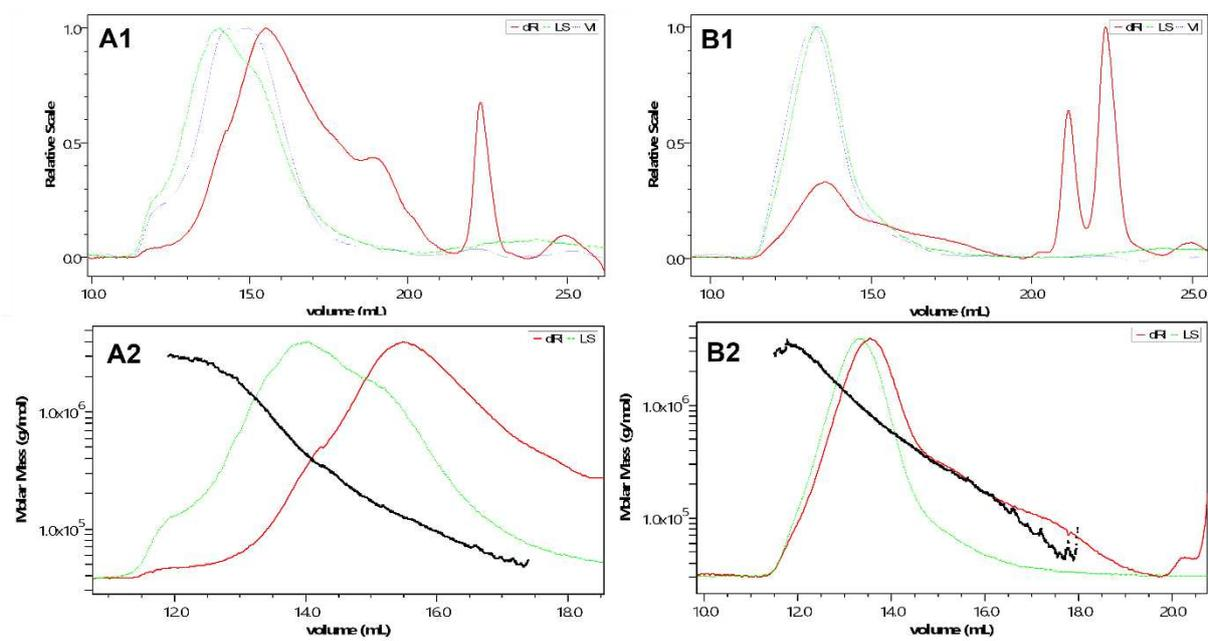 A1
dRI LS VI
Relative Scale
1.0
0.5
0.0
10.0 15.0 20.0 25.0
volume (mL)
B1
dRI LS VI
Relative Scale
1.0
0.5
0.0
10.0 15.0 20.0 25.0
volume (mL)
A2
dRI LS
Molar Mass (g/mol)
1.0x10⁶
1.0x10⁵
12.0 14.0 16.0 18.0
volume (mL)
B2
dRI LS
Molar Mass (g/mol)
1.0x10⁶
1.0x10⁵
10.0 12.0 14.0 16.0 18.0 20.0
volume (mL)